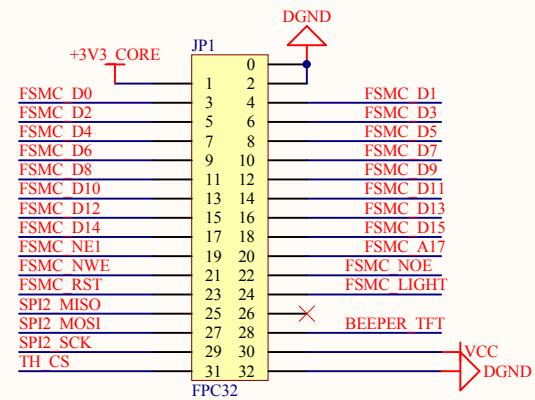 DGND
JP1
+3V3_CORE
0
1 2
FSMC_D0 3 4 FSMC_D1
FSMC_D2 5 6 FSMC_D3
FSMC_D4 7 8 FSMC_D5
FSMC_D6 9 10 FSMC_D7
FSMC_D8 11 12 FSMC_D9
FSMC_D10 13 14 FSMC_D11
FSMC_D12 15 16 FSMC_D13
FSMC_D14 17 18 FSMC_D15
FSMC_NE1 19 20 FSMC_A17
FSMC_NWE 21 22 FSMC_NOE
FSMC_RST 23 24 FSMC_LIGHT
SPI2_MISO 25 26
SPI2_MOSI 27 28 BEEPER_TFT
SPI2_SCK 29 30 VCC
TH_CS 31 32 DGND
FPC32